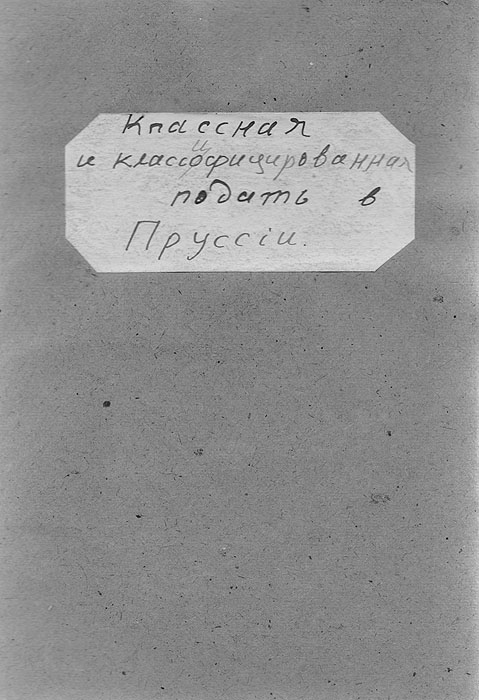 Классная
и классифицированная
подать в
Пруссіи.